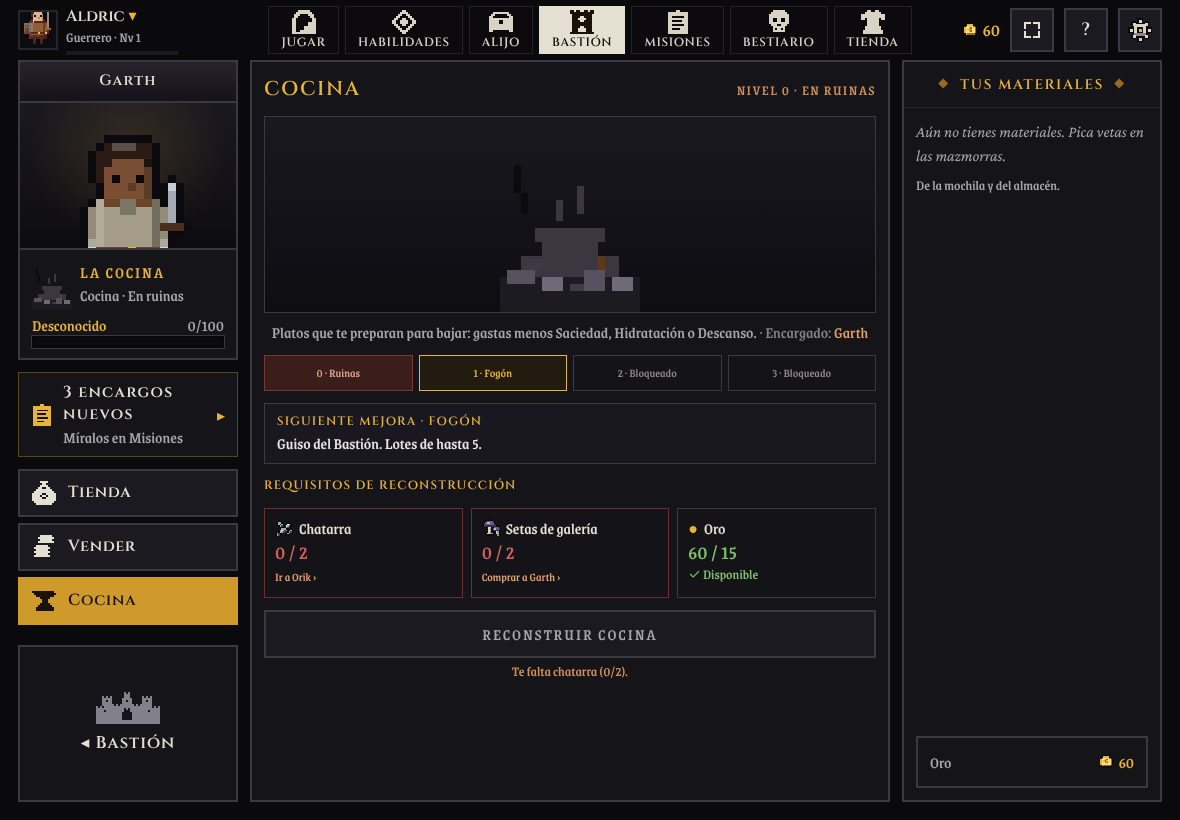 Aldric ▼
Guerrero · Nv 1
JUGAR
HABILIDADES
ALIJO
BASTIÓN
MISIONES
BESTIARIO
TIENDA
60
?
Garth
LA COCINA
Cocina · En ruinas
Desconocido 0/100
3 ENCARGOS NUEVOS ▸
Míralos en Misiones
Tienda
Vender
Cocina
◂ Bastión
COCINA
NIVEL 0 · EN RUINAS
Platos que te preparan para bajar: gastas menos Saciedad, Hidratación o Descanso. · Encargado: Garth
0 · Ruinas
1 · Fogón
2 · Bloqueado
3 · Bloqueado
SIGUIENTE MEJORA · FOGÓN
Guiso del Bastión. Lotes de hasta 5.
REQUISITOS DE RECONSTRUCCIÓN
Chatarra
0 / 2
Ir a Orik ›
Setas de galería
0 / 2
Comprar a Garth ›
Oro
60 / 15
✓ Disponible
RECONSTRUIR COCINA
Te falta chatarra (0/2).
◆ TUS MATERIALES ◆
Aún no tienes materiales. Pica vetas en
las mazmorras.
De la mochila y del almacén.
Oro 60